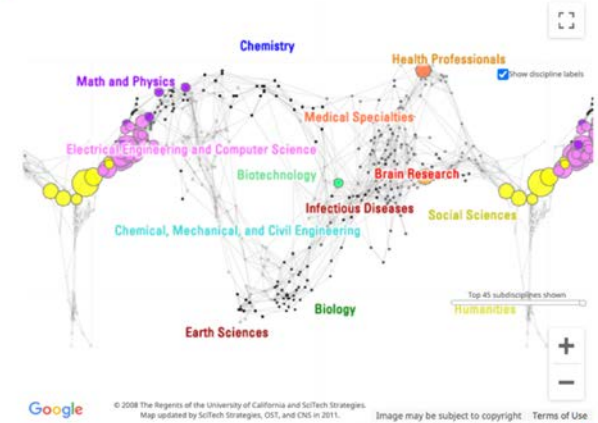 Chemistry
Health Professionals
Show discipline labels
Math and Physics
Medical Specialties
Electrical Engineering and Computer Science
Biotechnology
Brain Research
Infectious Diseases
Social Sciences
Chemical, Mechanical, and Civil Engineering
Top 45 subdisciplines shown
Biology
Humanities
Earth Sciences
+
−
Google
© 2008 The Regents of the University of California and SciTech Strategies.
Map updated by SciTech Strategies, OST, and CNS in 2011.
Image may be subject to copyright
Terms of Use